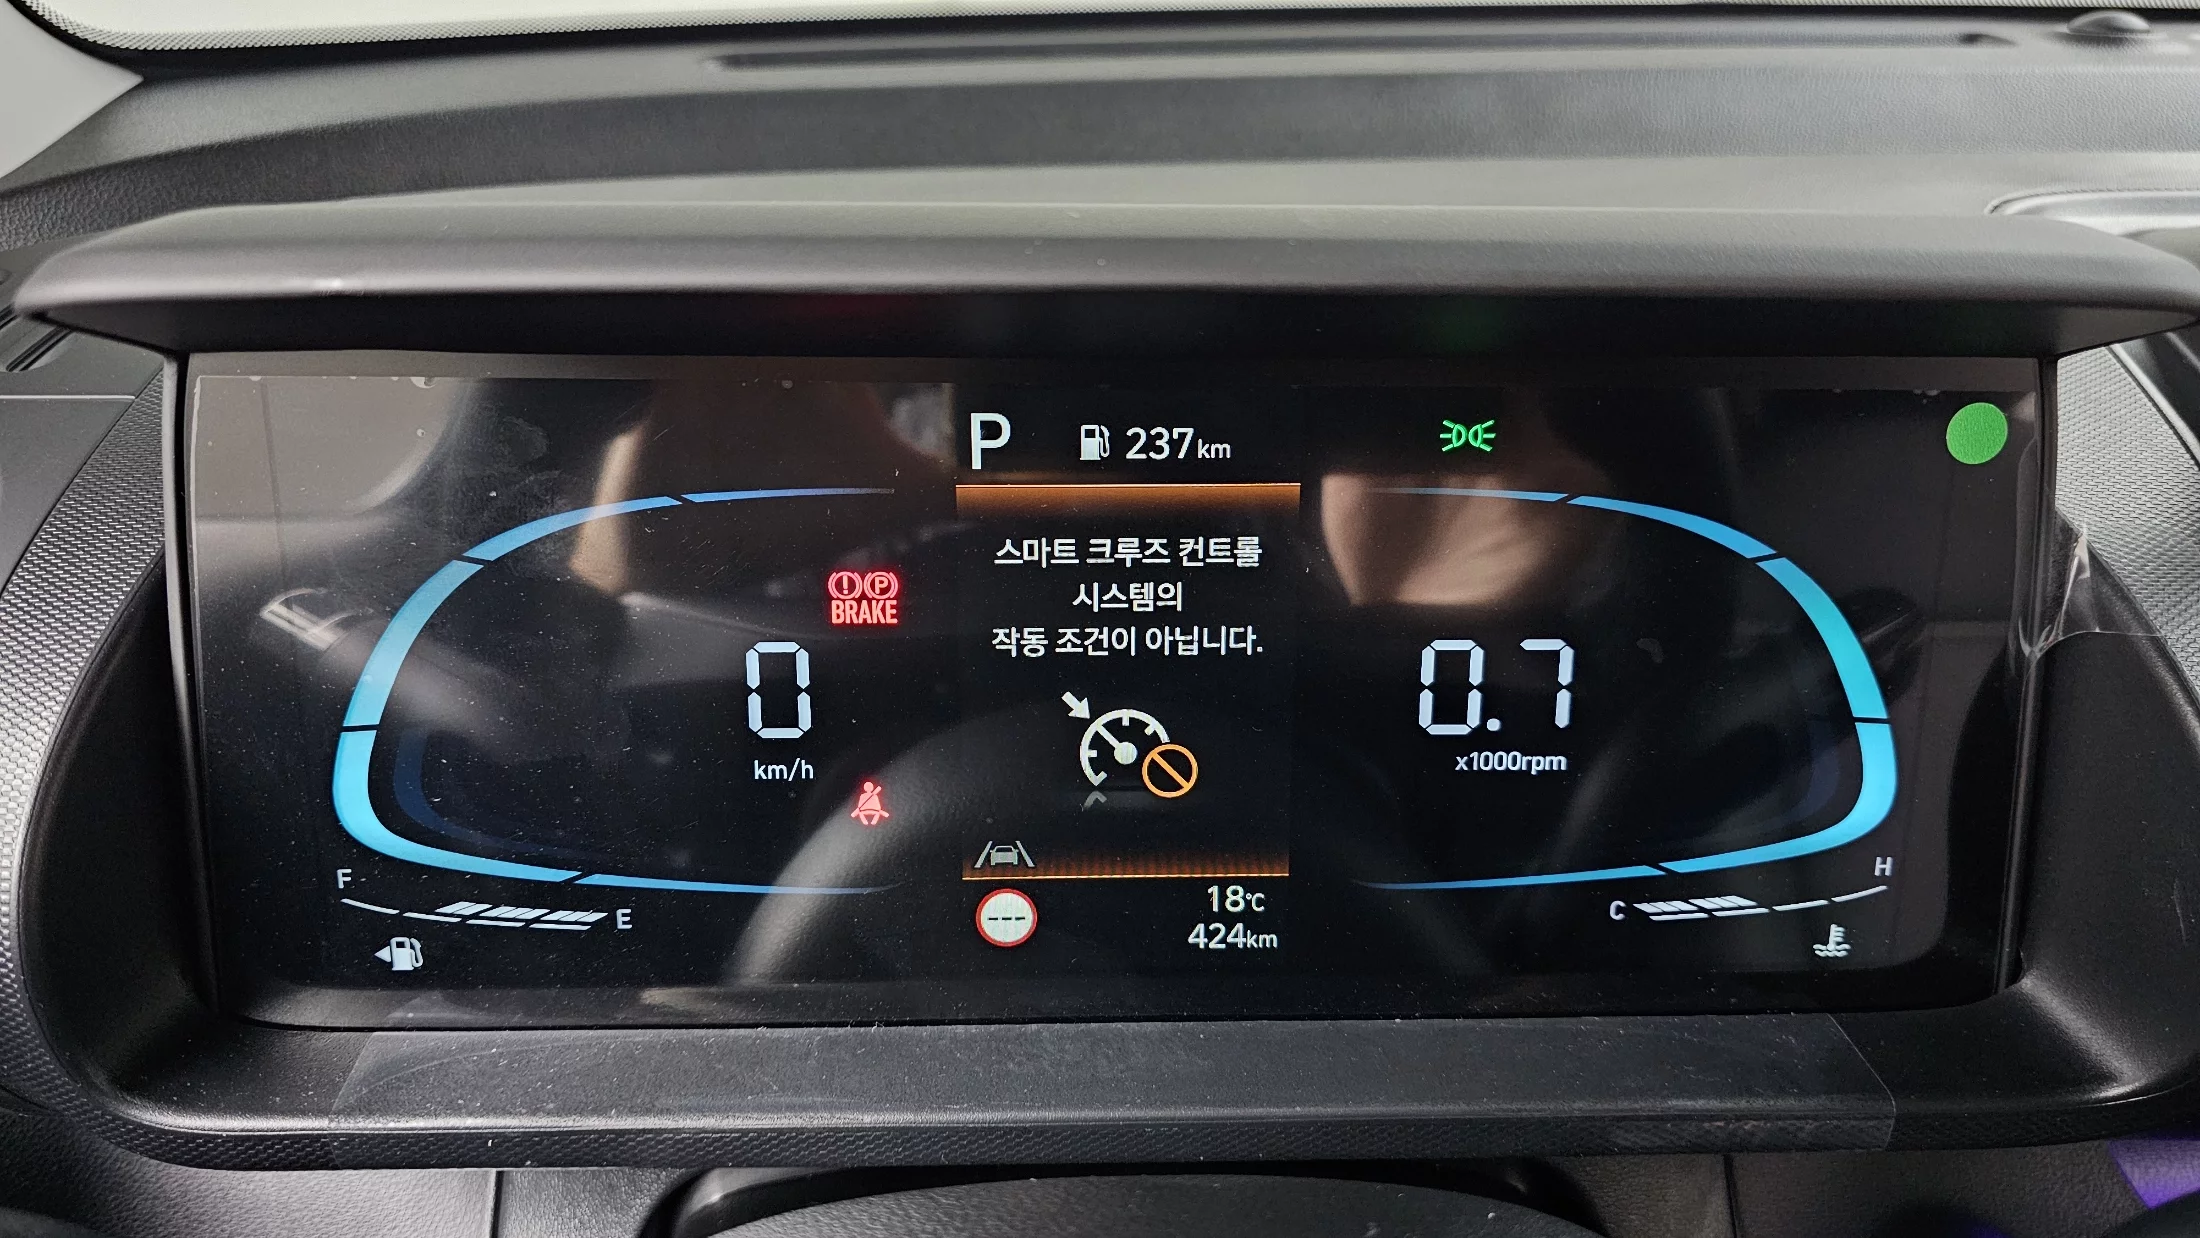 P 237km
스마트 크루즈 컨트롤
시스템의
작동 조건이 아닙니다.
(!)(P)
BRAKE
0
km/h
0.7
x1000rpm
F E
C H
---
18°C
424km